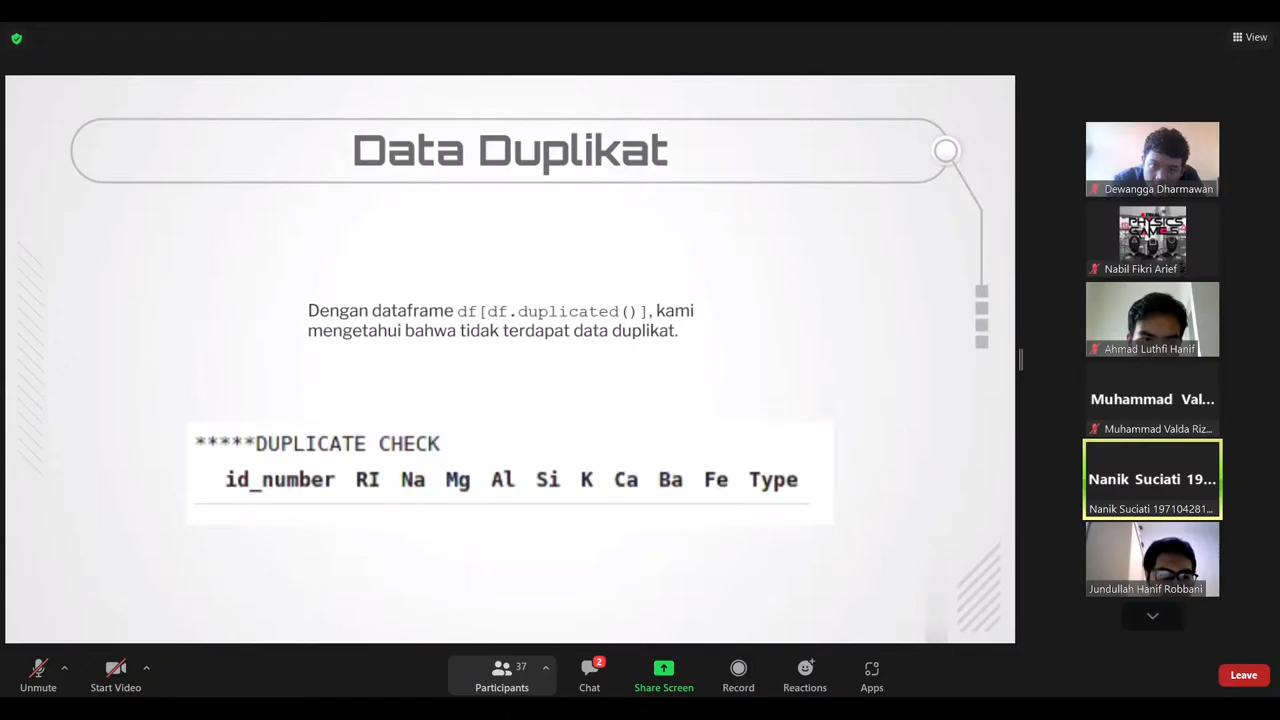 View
Data Duplikat
Dengan dataframe df[df.duplicated()], kami
mengetahui bahwa tidak terdapat data duplikat.
*****DUPLICATE CHECK
id_number RI Na Mg Al Si K Ca Ba Fe Type
Dewangga Dharmawan
PHYSICS
GAMES
Nabil Fikri Arief
Ahmad Luthfi Hanif
Muhammad Val...
Muhammad Valda Riz...
Nanik Suciati 19...
Nanik Suciati 197104281...
Jundullah Hanif Robbani
Unmute
Start Video
37
Participants
2
Chat
Share Screen
Record
Reactions
Apps
Leave